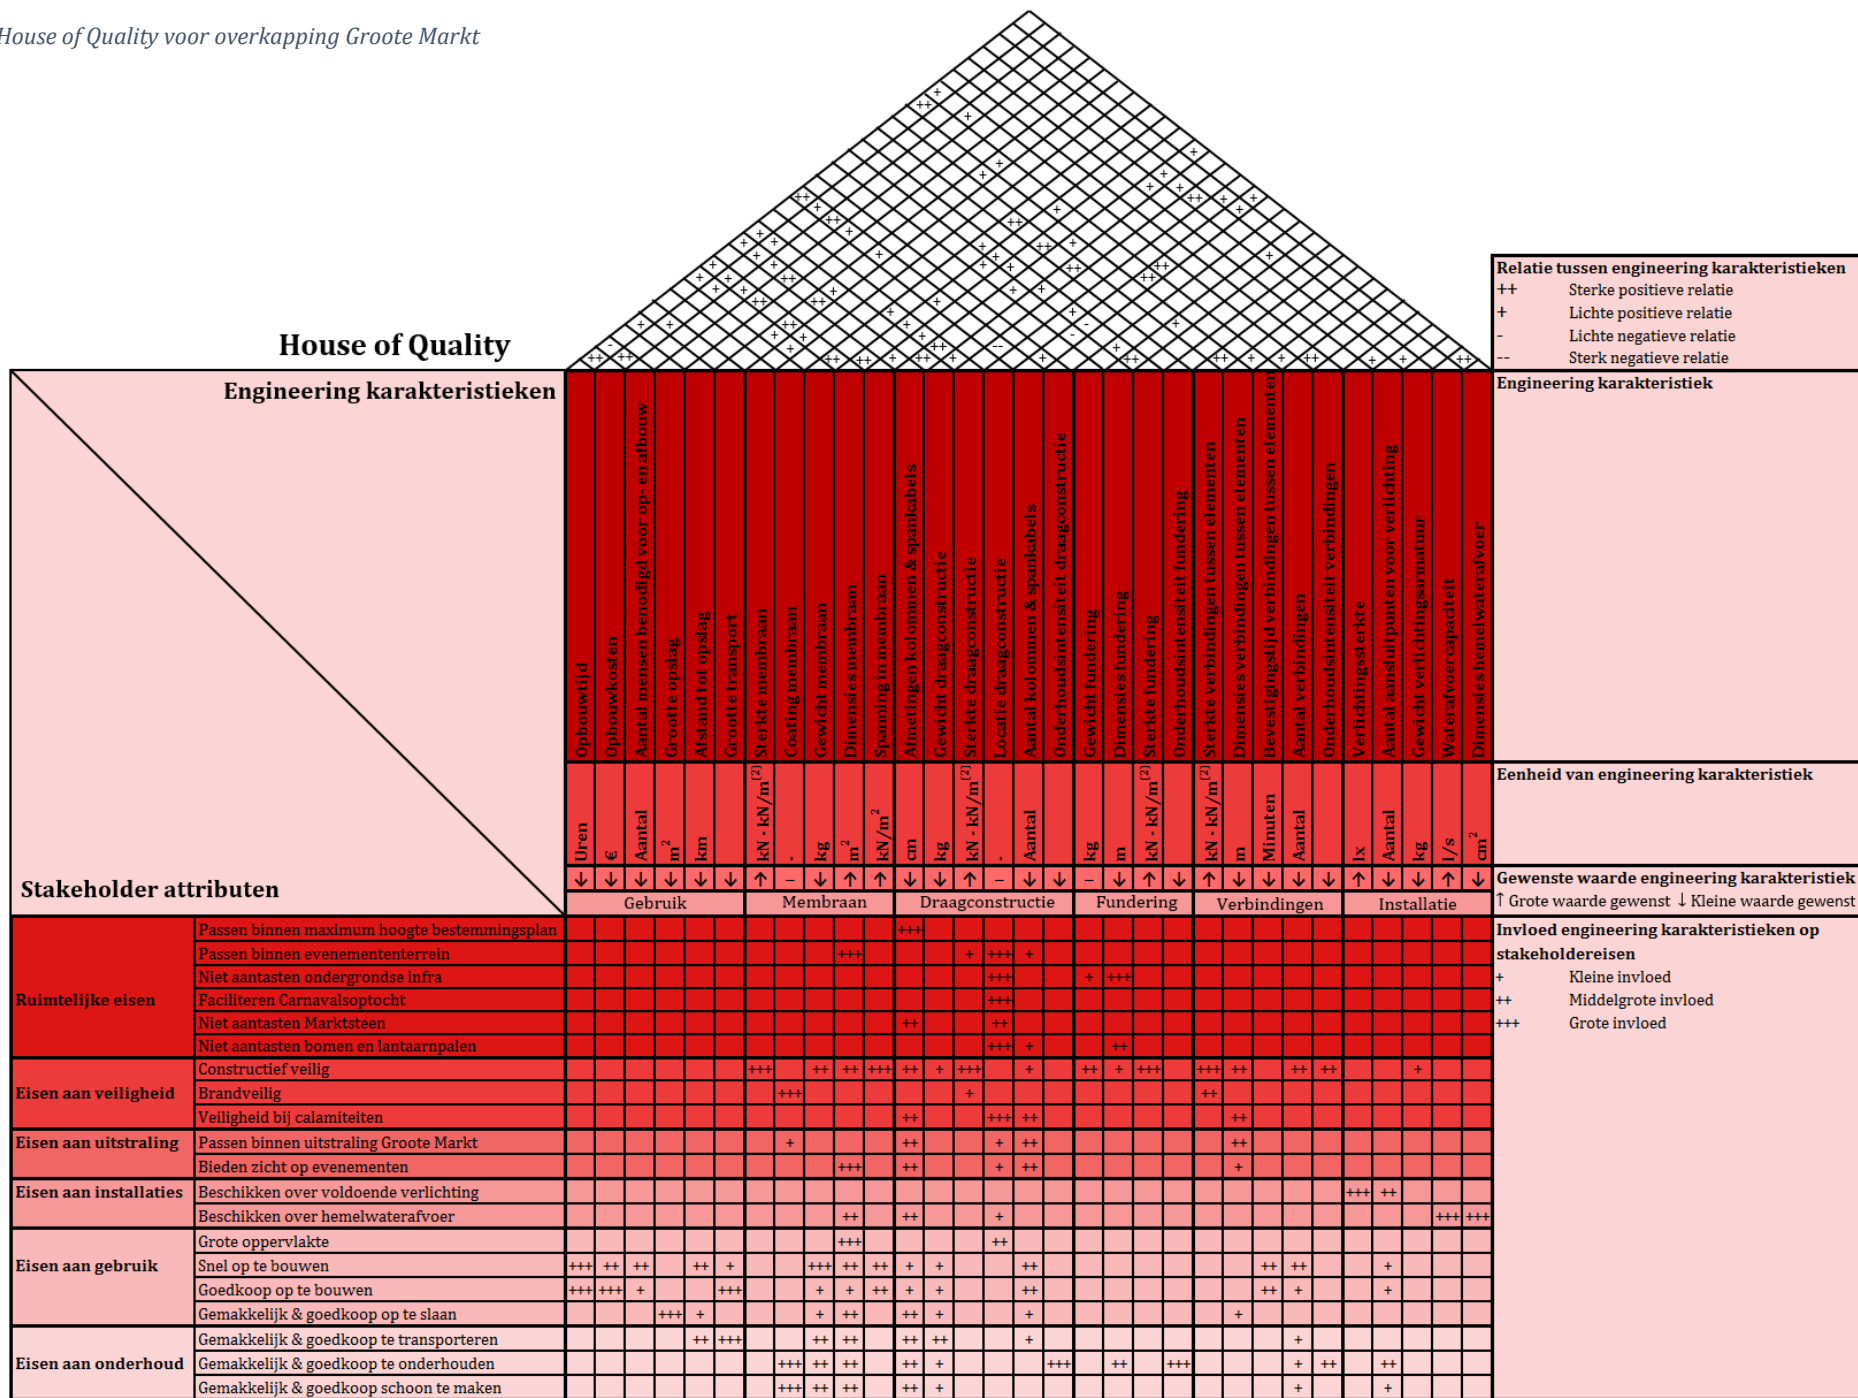 House of Quality voor overkapping Groote Markt
House of Quality
Relatie tussen engineering karakteristieken
++ Sterke positieve relatie
+ Lichte positieve relatie
- Lichte negatieve relatie
-- Sterk negatieve relatie
Engineering karakteristieken
Engineering karakteristiek
Opbouwtijd
Opbouwkosten
Aantal mensen benodigd voor op- en afbouw
Grootte opslag
Afstand tot opslag
Grootte transport
Sterkte membraan
Coating membraan
Gewicht membraan
Dimensies membraan
Spanning in membraan
Afmetingen kolommen & spankabels
Gewicht draagconstructie
Sterkte draagconstructie
Locatie draagconstructie
Aantal kolommen & spankabels
Onderhoudsintensiteit draagconstructie
Gewicht fundering
Dimensies fundering
Sterkte fundering
Onderhoudsintensiteit fundering
Sterkte verbindingen tussen elementen
Dimensies verbindingen tussen elementen
Bevestigingstijd verbindingen tussen elementen
Aantal verbindingen
Onderhoudsintensiteit verbindingen
Verlichtingssterkte
Aantal aansluitpunten voor verlichting
Gewicht verlichtingsarmatuur
Waterafvoercapaciteit
Dimensies hemelwaterafvoer
Eenheid van engineering karakteristiek
Uren
€
Aantal
m²
km
kN - kN/m[2]
-
kg
m²
kN/m²
cm
kg
kN - kN/m[2]
-
Aantal
kg
m
kN - kN/m[2]
kN - kN/m[2]
m
Minuten
Aantal
lx
Aantal
kg
l/s
cm²
Stakeholder attributen
↓ ↓ ↓ ↓ ↓ ↓ ↑ – ↓ ↑ ↑ ↓ ↓ ↑ – ↓ ↓ – ↓ ↑ ↓ ↑ ↓ ↓ ↓ ↓ ↑ ↓ ↓ ↑ ↓
Gewenste waarde engineering karakteristiek
↑ Grote waarde gewenst ↓ Kleine waarde gewenst
Gebruik Membraan Draagconstructie Fundering Verbindingen Installatie
Invloed engineering karakteristieken op
stakeholdereisen
+ Kleine invloed
++ Middelgrote invloed
+++ Grote invloed
Ruimtelijke eisen
Passen binnen maximum hoogte bestemmingsplan +++
Passen binnen evenemententerrein +++ + +++ +
Niet aantasten ondergrondse infra +++ + +++
Faciliteren Carnavalsoptocht +++
Niet aantasten Marktsteen ++ ++
Niet aantasten bomen en lantaarnpalen +++ + ++
Eisen aan veiligheid
Constructief veilig +++ ++ ++ +++ ++ + +++ + ++ + +++ +++ ++ ++ ++ +
Brandveilig +++ + ++
Veiligheid bij calamiteiten ++ +++ ++ ++
Eisen aan uitstraling
Passen binnen uitstraling Groote Markt + ++ + ++ ++
Bieden zicht op evenementen +++ ++ + ++ +
Eisen aan installaties
Beschikken over voldoende verlichting +++ ++
Beschikken over hemelwaterafvoer ++ ++ + +++ +++
Eisen aan gebruik
Grote oppervlakte +++ ++
Snel op te bouwen +++ ++ ++ ++ + +++ ++ ++ + + ++ ++ ++ +
Goedkoop op te bouwen +++ +++ + +++ + + ++ + + ++ ++ + +
Gemakkelijk & goedkoop op te slaan +++ + + ++ ++ + + +
Eisen aan onderhoud
Gemakkelijk & goedkoop te transporteren ++ +++ ++ ++ ++ ++ + +
Gemakkelijk & goedkoop te onderhouden +++ ++ ++ ++ + +++ ++ +++ + ++ ++
Gemakkelijk & goedkoop schoon te maken +++ ++ ++ ++ + + +